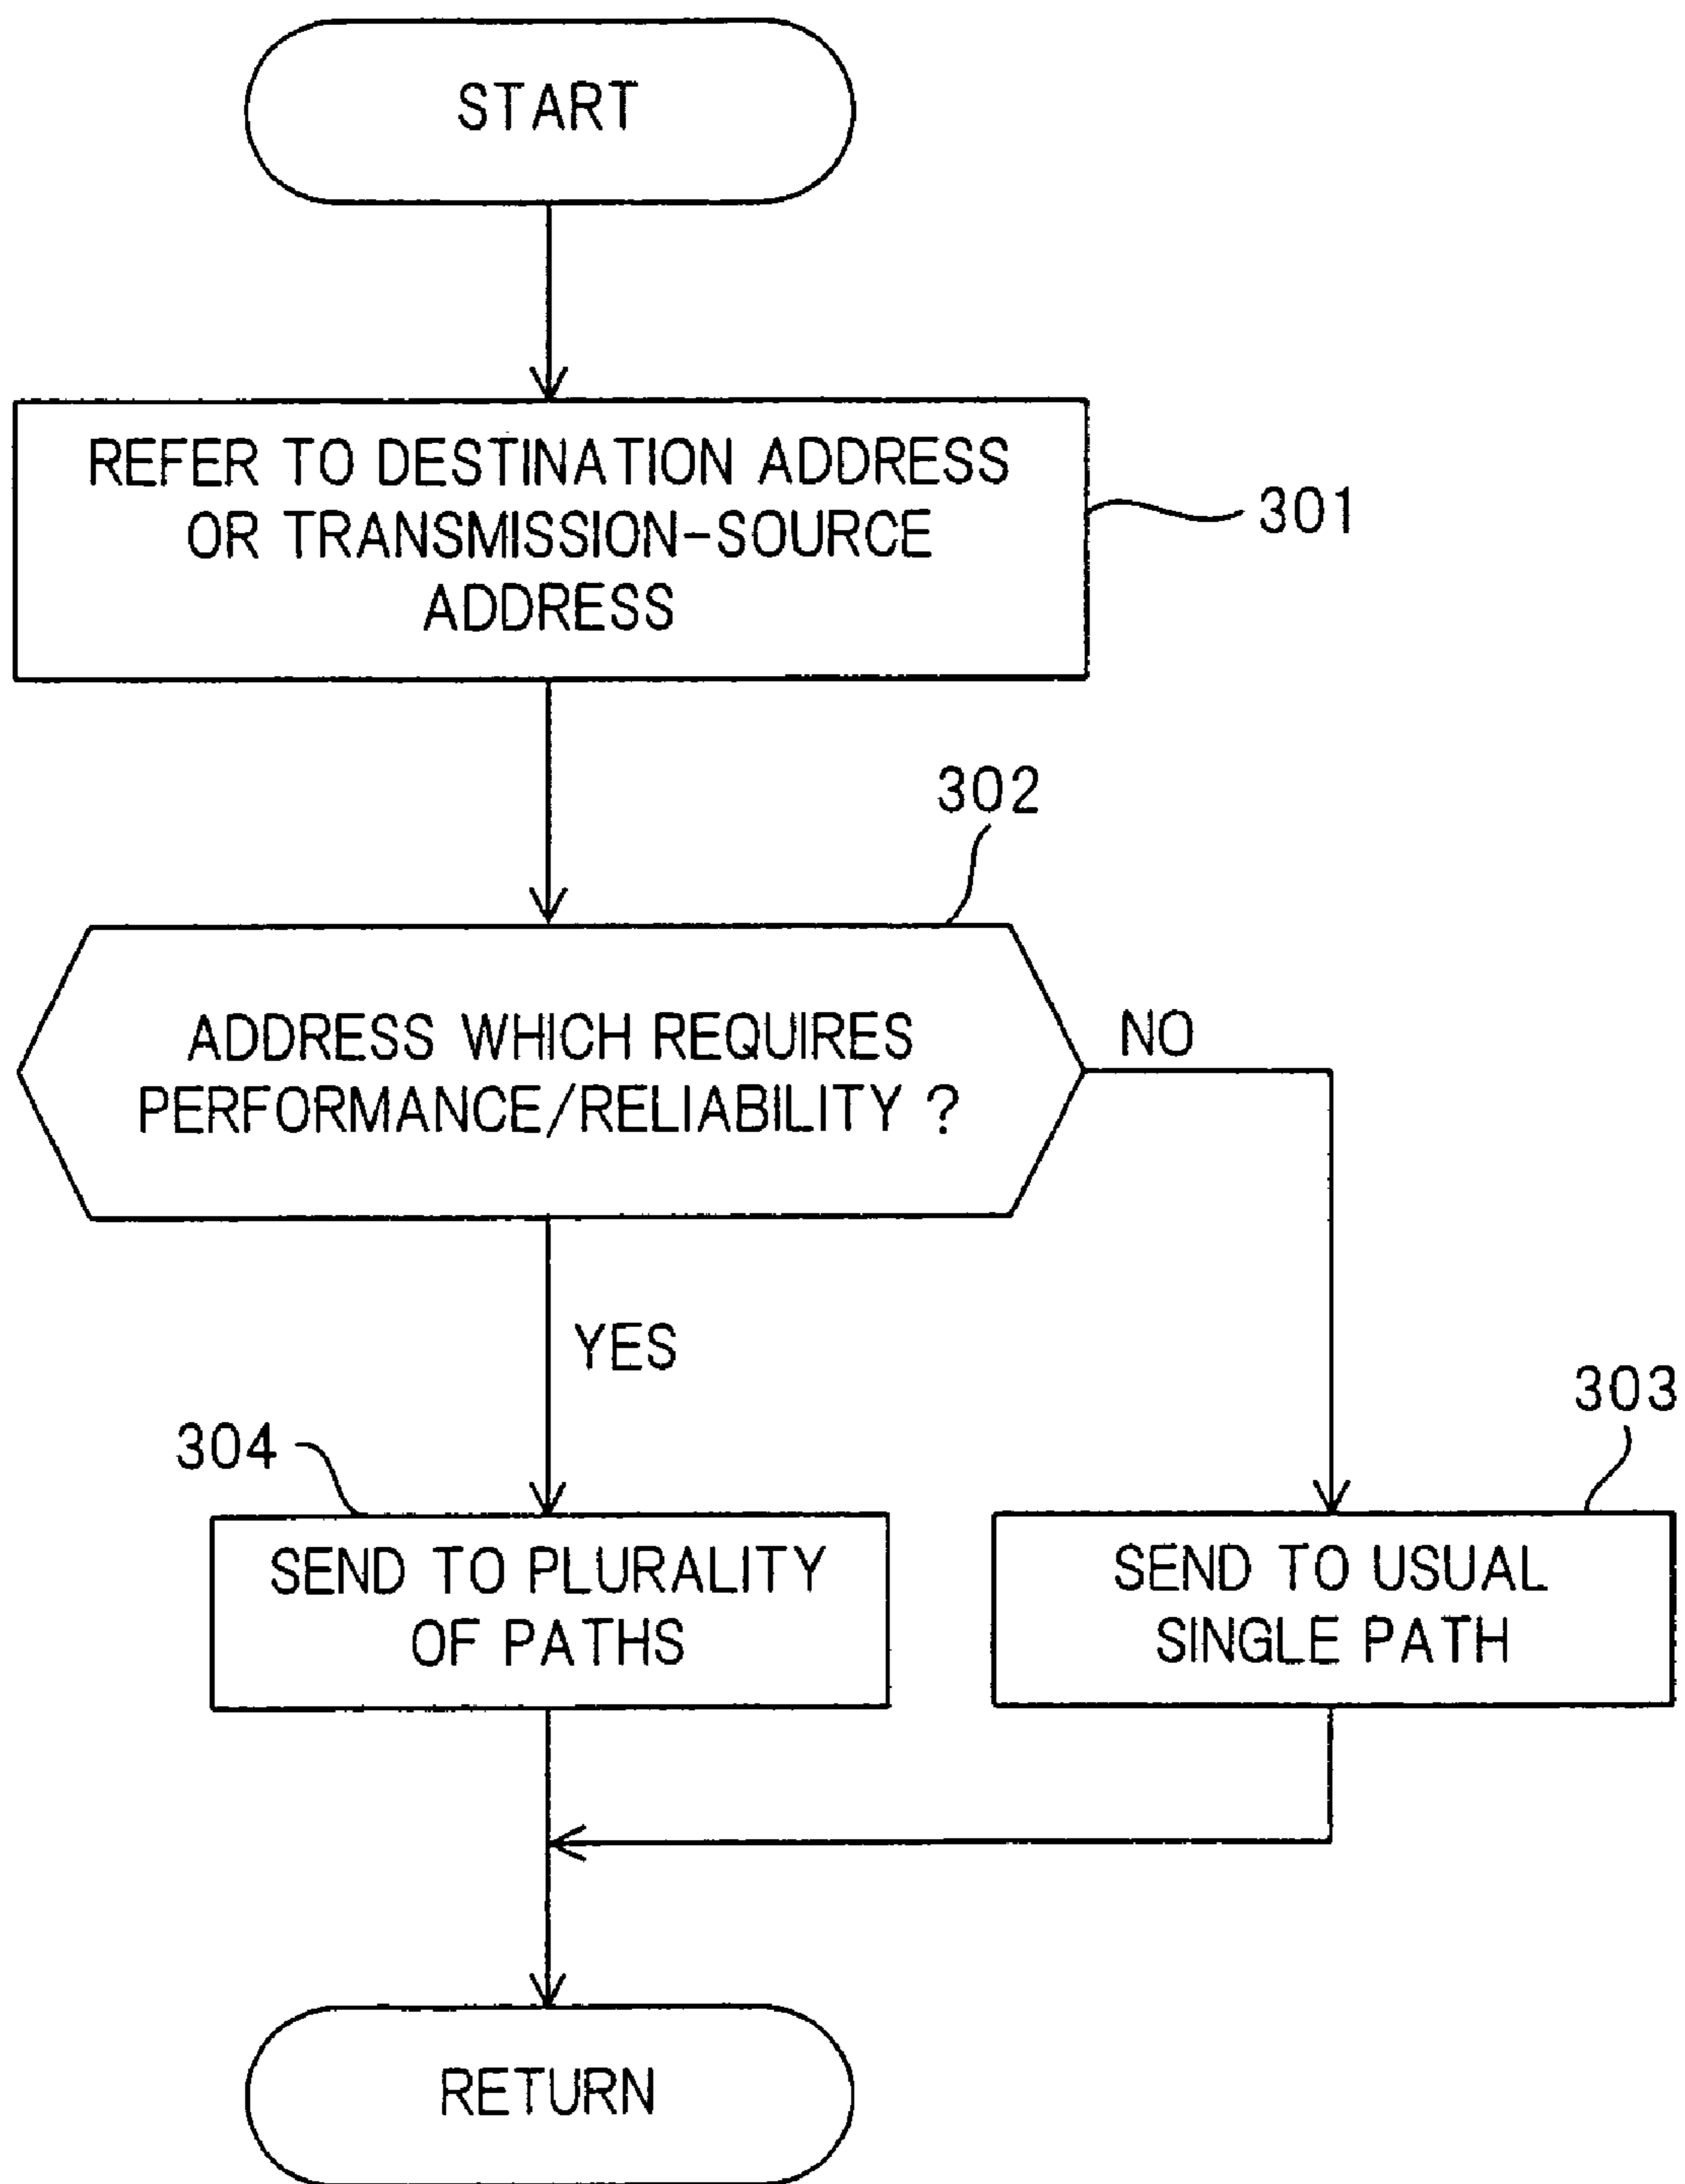 START
REFER TO DESTINATION ADDRESS
OR TRANSMISSION-SOURCE
ADDRESS
301
302
ADDRESS WHICH REQUIRES
PERFORMANCE/RELIABILITY ?
NO
YES
303
304
SEND TO PLURALITY
OF PATHS
SEND TO USUAL
SINGLE PATH
RETURN